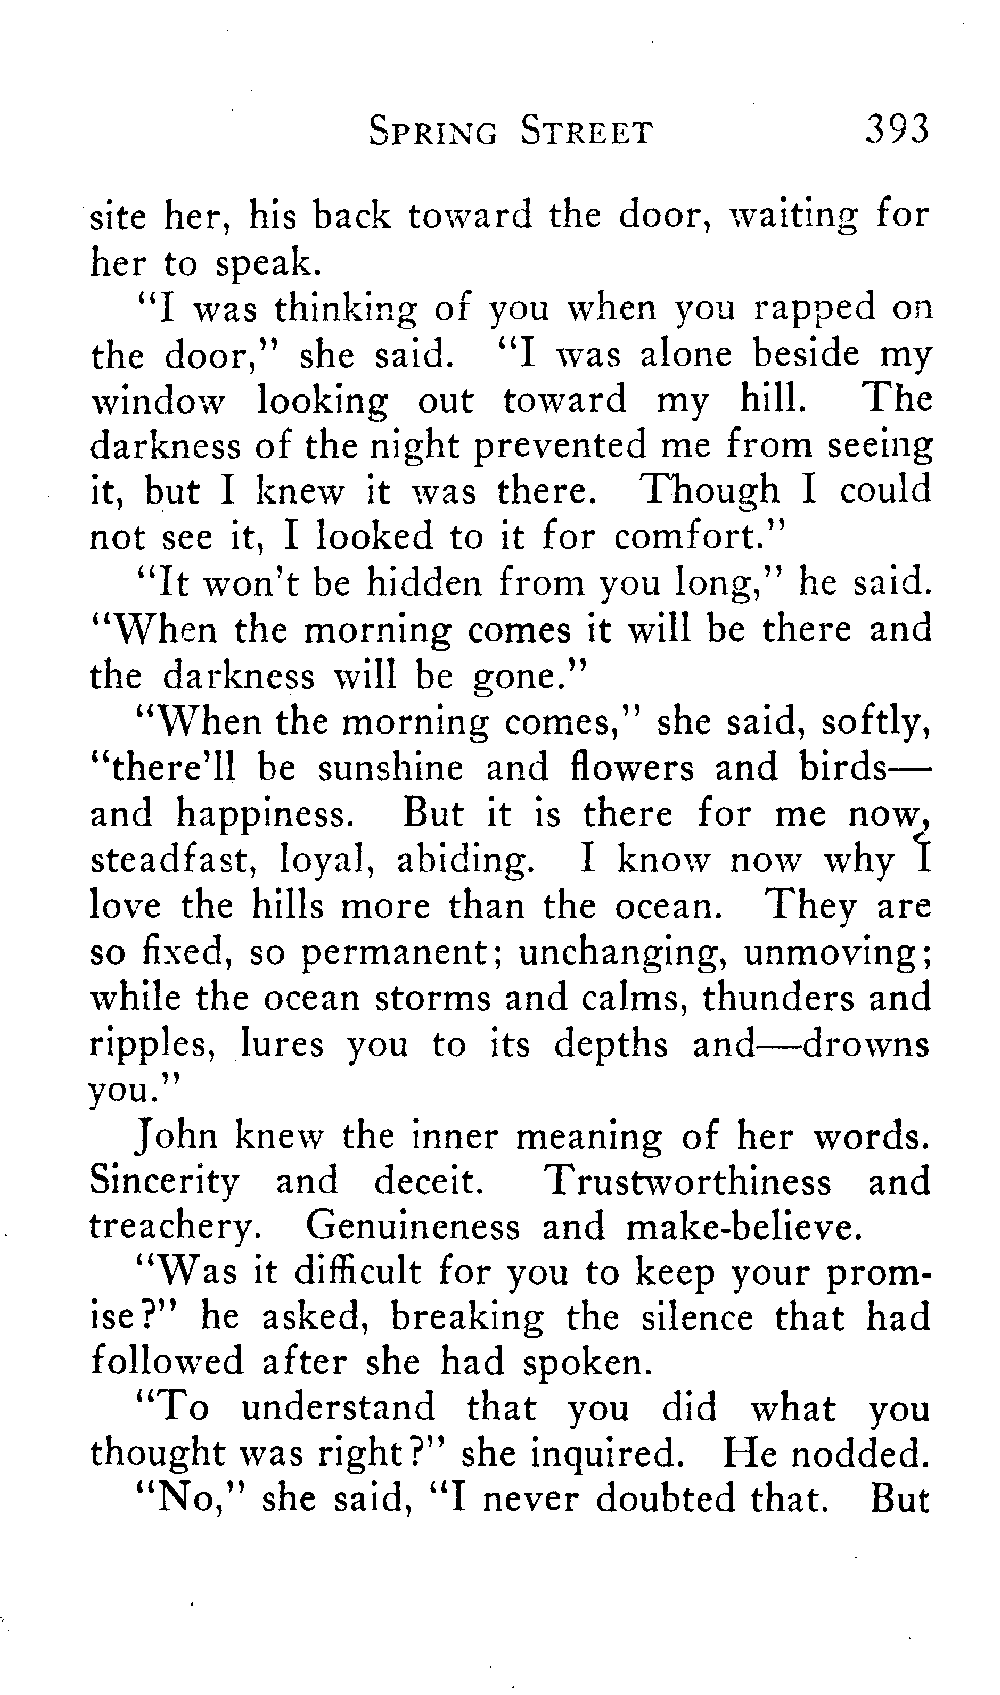 SPRING STREET 393
site her, his back toward the door, waiting for
her to speak.
"I was thinking of you when you rapped on
the door," she said. "I was alone beside my
window looking out toward my hill. The
darkness of the night prevented me from seeing
it, but I knew it was there. Though I could
not see it, I looked to it for comfort."
"It won't be hidden from you long," he said.
"When the morning comes it will be there and
the darkness will be gone."
"When the morning comes," she said, softly,
"there'll be sunshine and flowers and birds—
and happiness. But it is there for me now,
steadfast, loyal, abiding. I know now why I
love the hills more than the ocean. They are
so fixed, so permanent; unchanging, unmoving;
while the ocean storms and calms, thunders and
ripples, lures you to its depths and—drowns
you."
John knew the inner meaning of her words.
Sincerity and deceit. Trustworthiness and
treachery. Genuineness and make-believe.
"Was it difficult for you to keep your prom-
ise?" he asked, breaking the silence that had
followed after she had spoken.
"To understand that you did what you
thought was right?" she inquired. He nodded.
"No," she said, "I never doubted that. But